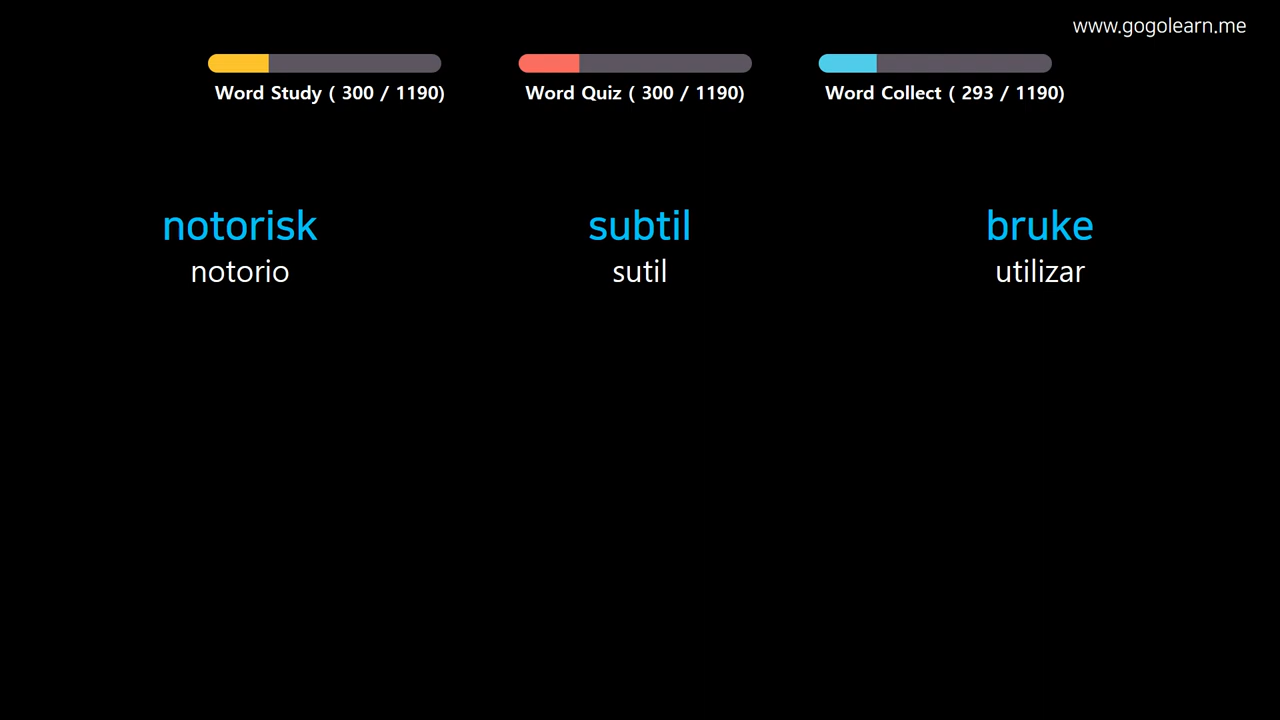 www.gogolearn.me
Word Study ( 300 / 1190)
Word Quiz ( 300 / 1190)
Word Collect ( 293 / 1190)
notorisk
notorio
subtil
sutil
bruke
utilizar